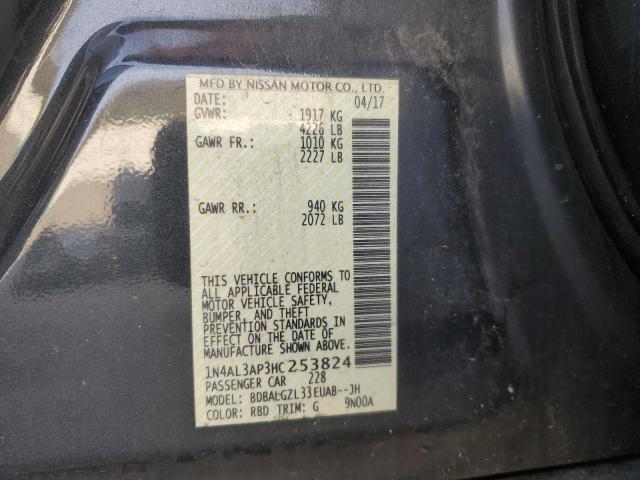 MFD BY NISSAN MOTOR CO., LTD.
DATE: 04/17
GVWR: 1917 KG
4226 LB
GAWR FR.: 1010 KG
2227 LB
GAWR RR.: 940 KG
2072 LB
THIS VEHICLE CONFORMS TO
ALL APPLICABLE FEDERAL
MOTOR VEHICLE SAFETY,
BUMPER, AND THEFT
PREVENTION STANDARDS IN
EFFECT ON THE DATE OF
MANUFACTURE SHOWN ABOVE.
1N4AL3AP3HC253824
PASSENGER CAR 228
MODEL: BDBALGZL33EUAB--JH
COLOR: RBD TRIM: G 9N00A